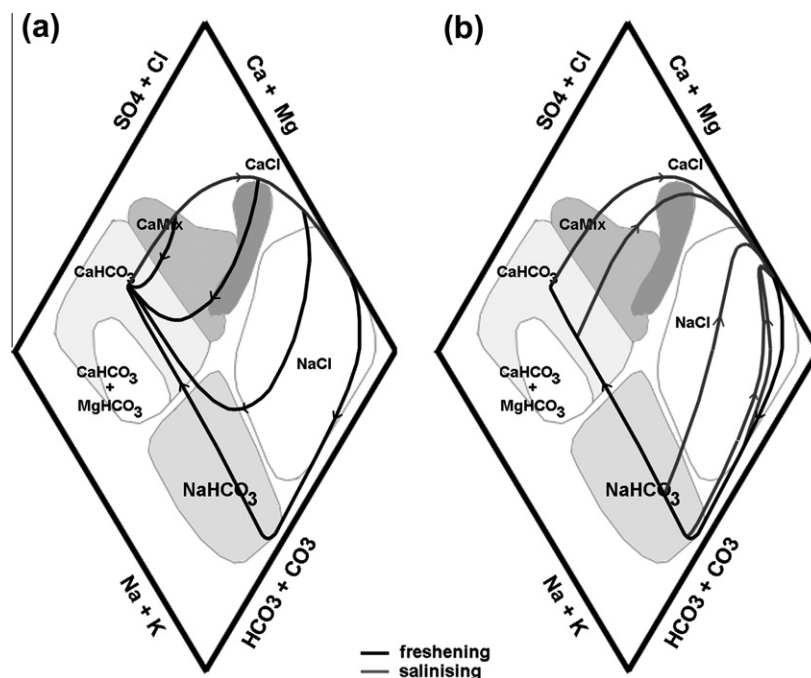 (a)
SO4 + Cl
Ca + Mg
CaCl
CaMix
CaHCO3
CaHCO3
+
MgHCO3
NaCl
NaHCO3
Na + K
HCO3 + CO3
(b)
SO4 + Cl
Ca + Mg
CaCl
CaMix
CaHCO3
CaHCO3
+
MgHCO3
NaCl
NaHCO3
Na + K
HCO3 + CO3
freshening
salinising